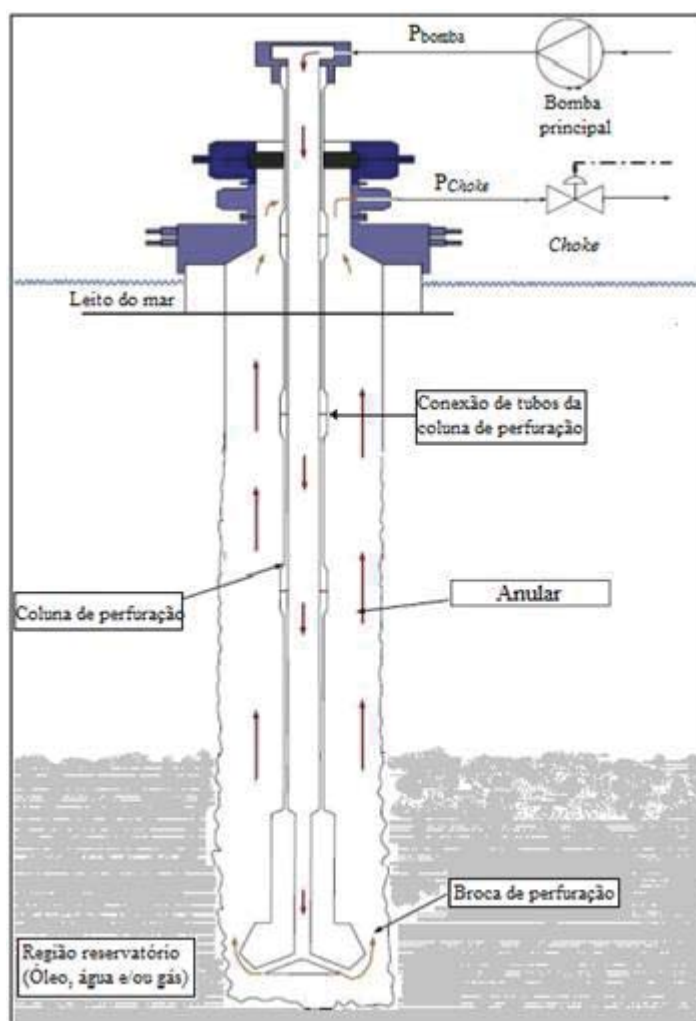 Pbomba
Bomba
principal
PChoke
Choke
Leito do mar
Conexão de tubos da
coluna de perfuração
Coluna de perfuração
Anular
Broca de perfuração
Região reservatório
(Óleo, água e/ou gás)